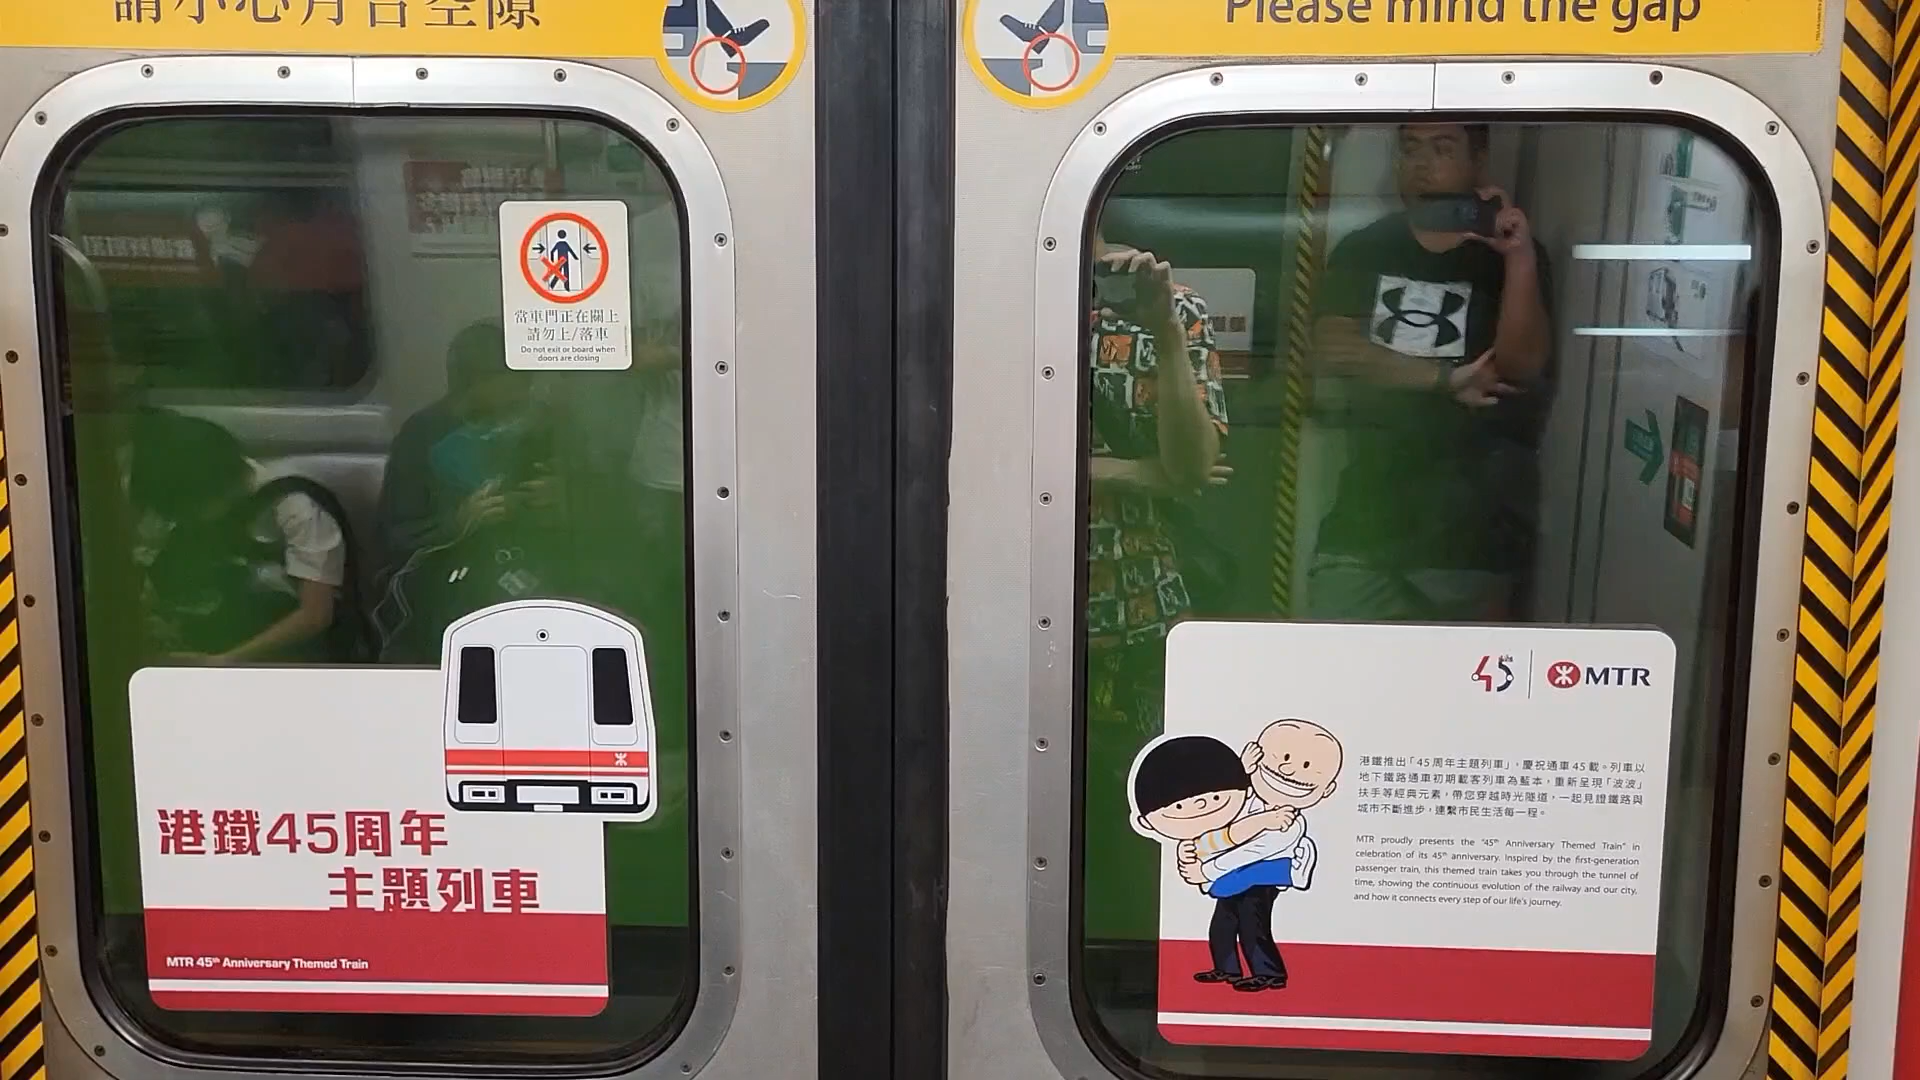 請小心月台空隙
Please mind the gap
當車門正在關上
請勿上/落車
Do not exit or board when
doors are closing
港鐵45周年
主題列車
MTR 45th Anniversary Themed Train
45
MTR
港鐵推出「45周年主題列車」，慶祝通車45載。列車以
地下鐵路通車初期載客列車為藍本，重新呈現「波波」
扶手等經典元素，帶您穿越時光隧道，一起見證鐵路與
城市不斷進步，連繫市民生活每一程。
MTR proudly presents the "45th Anniversary Themed Train" in
celebration of its 45th anniversary. Inspired by the first-generation
passenger train, this themed train takes you through the tunnel of
time, showing the continuous evolution of the railway and our city,
and how it connects every step of our life's journey.